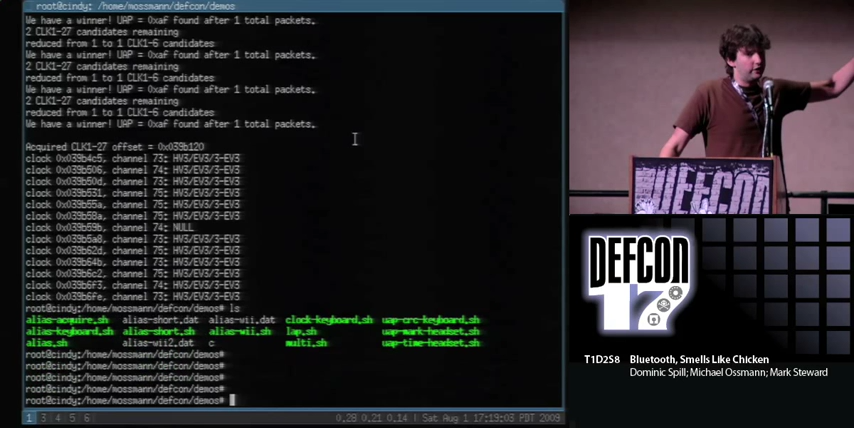 root@cindy: /home/mossmann/defcon/demos
We have a winner! UAP = 0xaf found after 1 total packets.
2 CLK1-27 candidates remaining
reduced from 1 to 1 CLK1-6 candidates
We have a winner! UAP = 0xaf found after 1 total packets.
2 CLK1-27 candidates remaining
reduced from 1 to 1 CLK1-6 candidates
We have a winner! UAP = 0xaf found after 1 total packets.
2 CLK1-27 candidates remaining
reduced from 1 to 1 CLK1-6 candidates
We have a winner! UAP = 0xaf found after 1 total packets.
Acquired CLK1-27 offset = 0x039b120
clock 0x039b4c5, channel 73: HV3/EV3/3-EV3
clock 0x039b506, channel 74: HV3/EV3/3-EV3
clock 0x039b50d, channel 73: HV3/EV3/3-EV3
clock 0x039b531, channel 75: HV3/EV3/3-EV3
clock 0x039b55a, channel 75: HV3/EV3/3-EV3
clock 0x039b58a, channel 75: HV3/EV3/3-EV3
clock 0x039b59b, channel 74: NULL
clock 0x039b5a8, channel 73: HV3/EV3/3-EV3
clock 0x039b62d, channel 75: HV3/EV3/3-EV3
clock 0x039b64b, channel 73: HV3/EV3/3-EV3
clock 0x039b6c2, channel 75: HV3/EV3/3-EV3
clock 0x039b6f3, channel 74: HV3/EV3/3-EV3
clock 0x039b6fe, channel 73: HV3/EV3/3-EV3
root@cindy:/home/mossmann/defcon/demos# ls
alias-acquire.sh alias-short.dat alias-wii.dat clock-keyboard.sh uap-crc-keyboard.sh
alias-keyboard.sh alias-short.sh alias-wii.sh lap.sh uap-mark-headset.sh
alias.sh alias-wii2.dat c multi.sh uap-time-headset.sh
root@cindy:/home/mossmann/defcon/demos#
root@cindy:/home/mossmann/defcon/demos#
root@cindy:/home/mossmann/defcon/demos#
root@cindy:/home/mossmann/defcon/demos#
root@cindy:/home/mossmann/defcon/demos#
1 3 4 5 6 0.28 0.21 0.14 | Sat Aug 1 17:19:03 PDT 2009
DEFCON
DEFCON
17
T1D2S8 Bluetooth, Smells Like Chicken
Dominic Spill; Michael Ossmann; Mark Steward